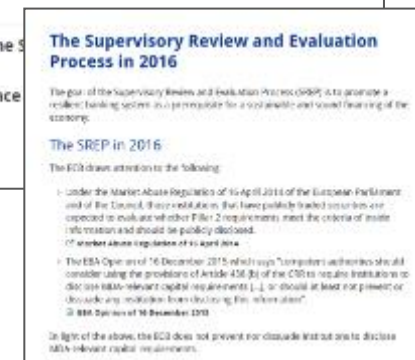 The Supervisory Review and Evaluation
Process in 2016
The goal of the Supervisory Review and Evaluation Process (SREP) is to promote a
resilient banking system as a prerequisite for a sustainable and sound financing of the
economy.
The SREP in 2016
The ECB draws attention to the following:
Under the Market Abuse Regulation of 16 April 2014 of the European Parliament
and of the Council, those institutions that have publicly traded securities are
expected to evaluate whether Pillar 2 requirements meet the criteria of inside
information and should be publicly disclosed.
Market Abuse Regulation of 16 April 2014
The EBA Opinion of 16 December 2015 which says "competent authorities should
consider using the provisions of Article 438 (b) of the CRR to require institutions to
disclose MDA-relevant capital requirements [...], or should at least not prevent or
dissuade any institution from disclosing this information".
EBA Opinion of 16 December 2015
In light of the above, the ECB does not prevent nor dissuade institutions to disclose
MDA-relevant capital requirements.